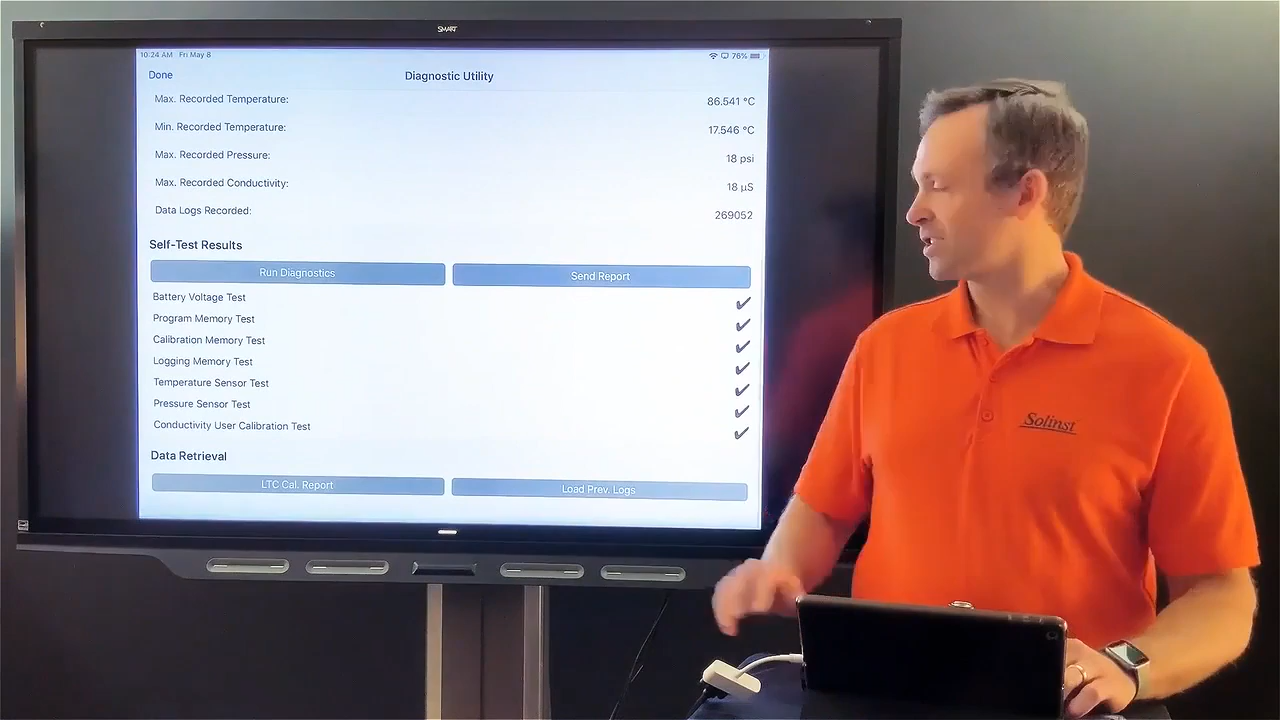 SMART
10:24 AM Fri May 8
76%
Done
Diagnostic Utility
Max. Recorded Temperature:
86.541 °C
Min. Recorded Temperature:
17.546 °C
Max. Recorded Pressure:
18 psi
Max. Recorded Conductivity:
18 µS
Data Logs Recorded:
269052
Self-Test Results
Run Diagnostics
Send Report
Battery Voltage Test
Program Memory Test
Calibration Memory Test
Logging Memory Test
Temperature Sensor Test
Pressure Sensor Test
Conductivity User Calibration Test
Data Retrieval
LTC Cal. Report
Load Prev. Logs
Solinst